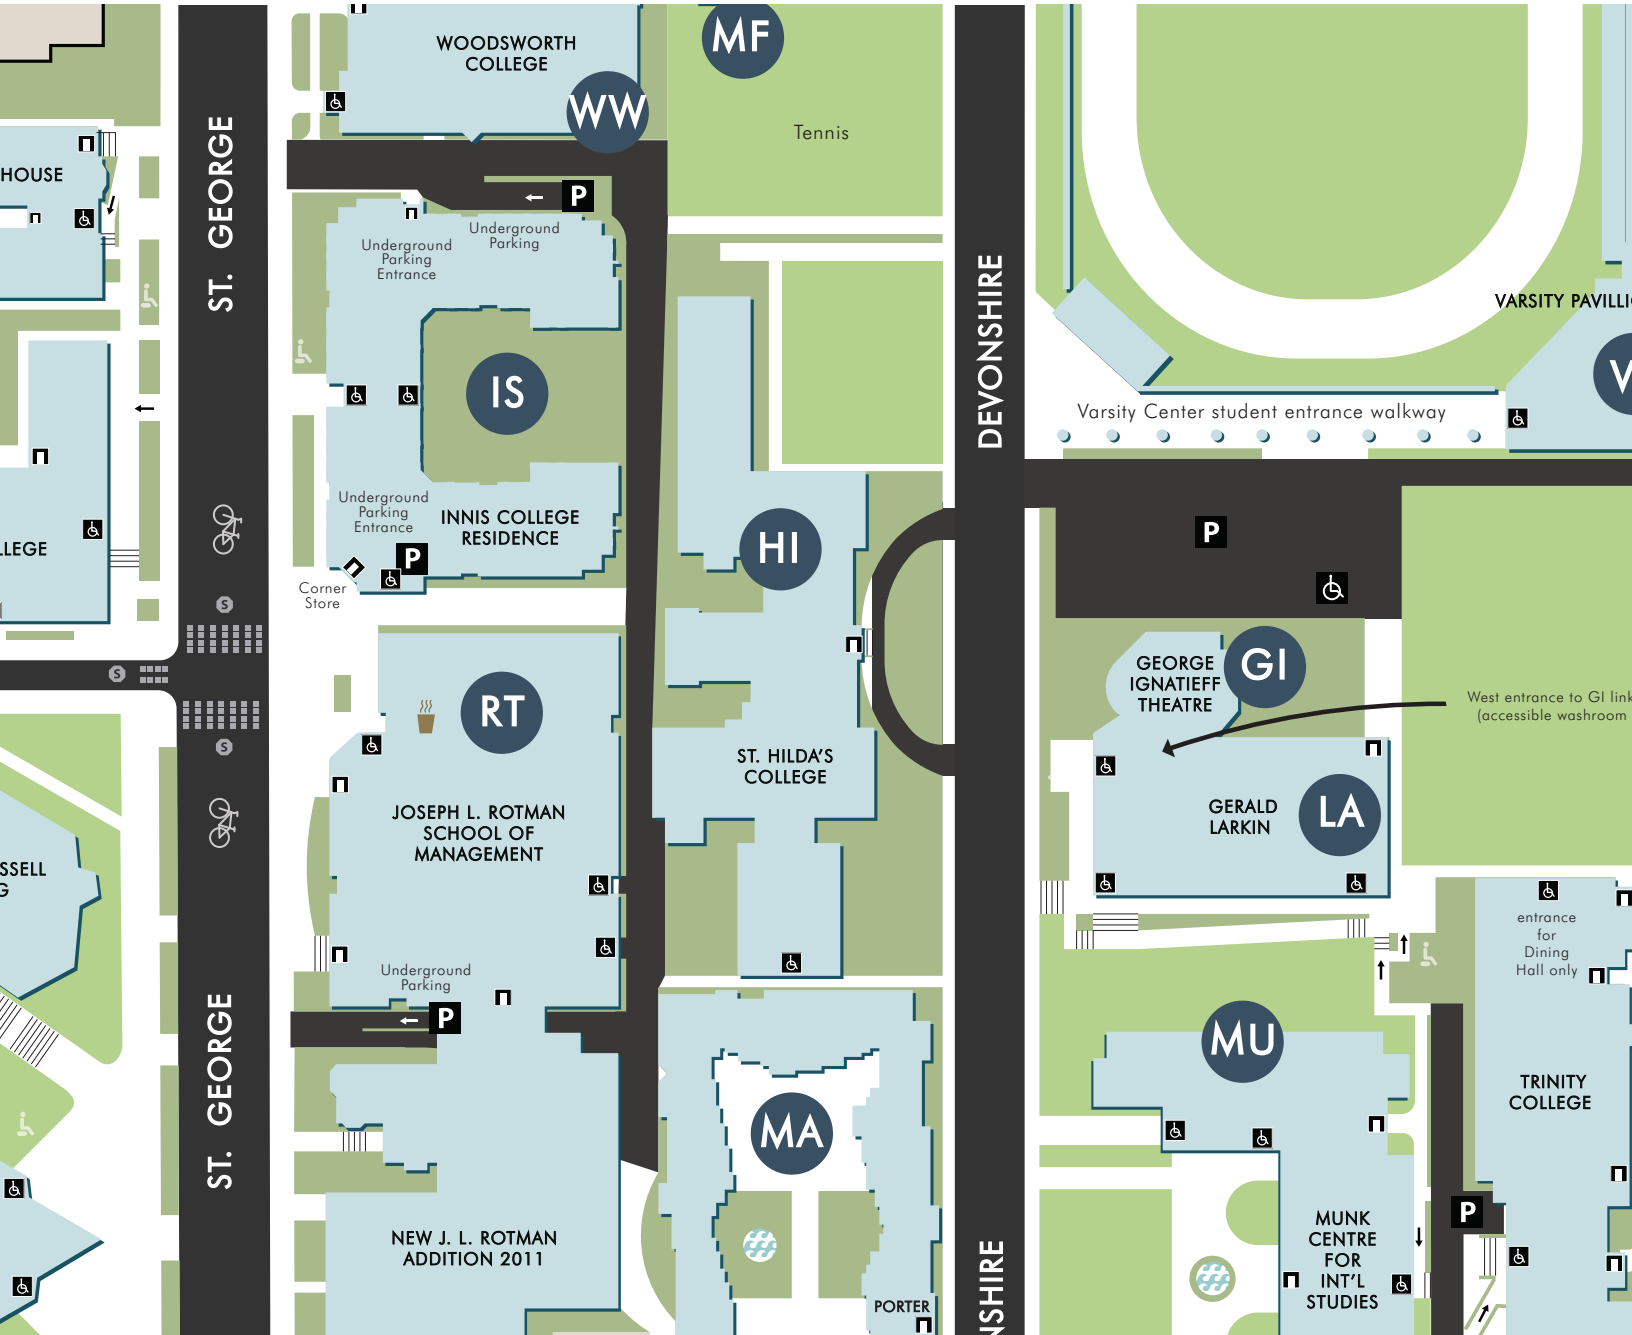 WOODSWORTH
COLLEGE
MF
WW
Tennis
HOUSE
ST. GEORGE
P
Underground
Parking
Underground
Parking
Entrance
DEVONSHIRE
VARSITY PAVILLI
V
IS
Varsity Center student entrance walkway
Underground
Parking
Entrance
INNIS COLLEGE
RESIDENCE
P
LLEGE
HI
P
Corner
Store
S
S
GEORGE
IGNATIEFF
THEATRE
GI
West entrance to GI link
(accessible washroom
RT
S
ST. HILDA'S
COLLEGE
JOSEPH L. ROTMAN
SCHOOL OF
MANAGEMENT
GERALD
LARKIN
LA
SSELL
G
entrance
for
Dining
Hall only
Underground
Parking
P
ST. GEORGE
MU
TRINITY
COLLEGE
MA
P
NEW J. L. ROTMAN
ADDITION 2011
MUNK
CENTRE
FOR
INT'L
STUDIES
NSHIRE
PORTER